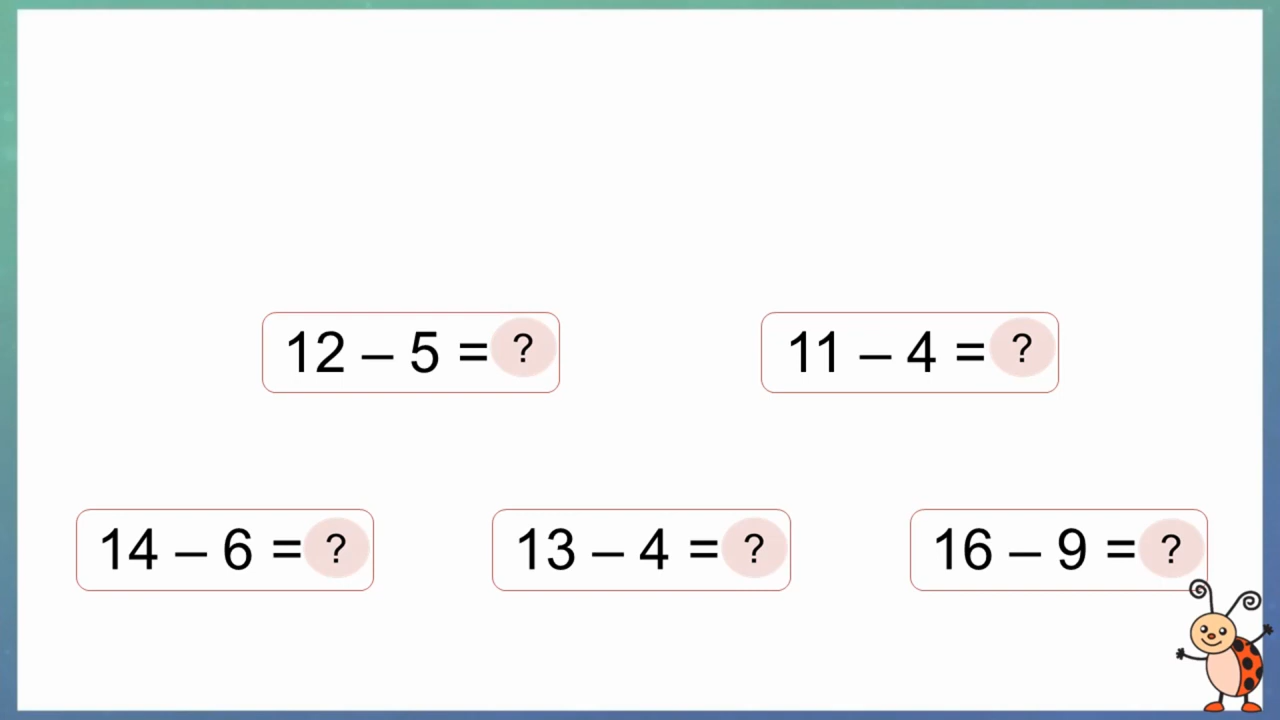 12 – 5 = ?
11 – 4 = ?
14 – 6 = ?
13 – 4 = ?
16 – 9 = ?